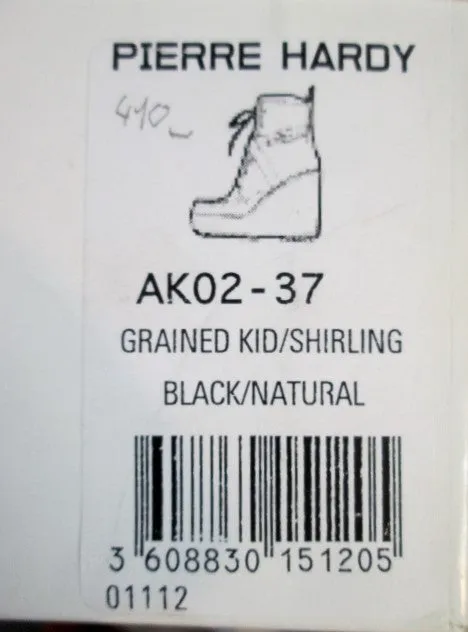 PIERRE HARDY
410
AK02-37
GRAINED KID/SHIRLING
BLACK/NATURAL
3 608830 151205
01112